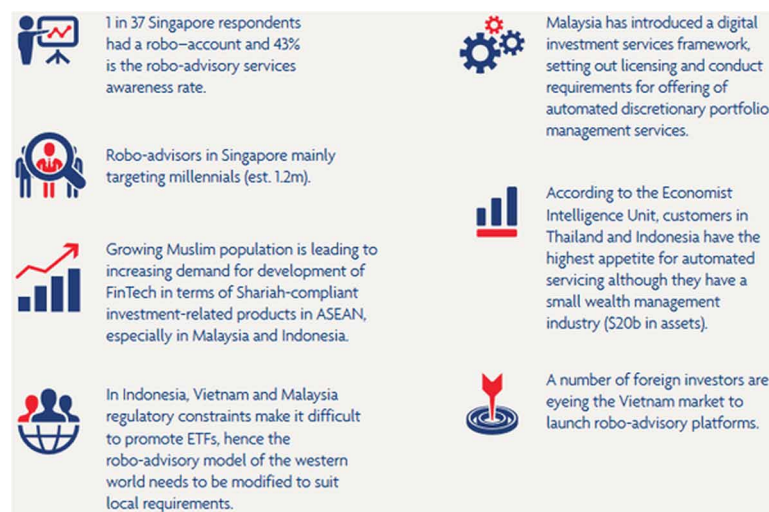 1 in 37 Singapore respondents
had a robo–account and 43%
is the robo-advisory services
awareness rate.
Robo-advisors in Singapore mainly
targeting millennials (est. 1.2m).
Growing Muslim population is leading to
increasing demand for development of
FinTech in terms of Shariah-compliant
investment-related products in ASEAN,
especially in Malaysia and Indonesia.
In Indonesia, Vietnam and Malaysia
regulatory constraints make it difficult
to promote ETFs, hence the
robo-advisory model of the western
world needs to be modified to suit
local requirements.
Malaysia has introduced a digital
investment services framework,
setting out licensing and conduct
requirements for offering of
automated discretionary portfolio
management services.
According to the Economist
Intelligence Unit, customers in
Thailand and Indonesia have the
highest appetite for automated
servicing although they have a
small wealth management
industry ($20b in assets).
A number of foreign investors are
eyeing the Vietnam market to
launch robo-advisory platforms.